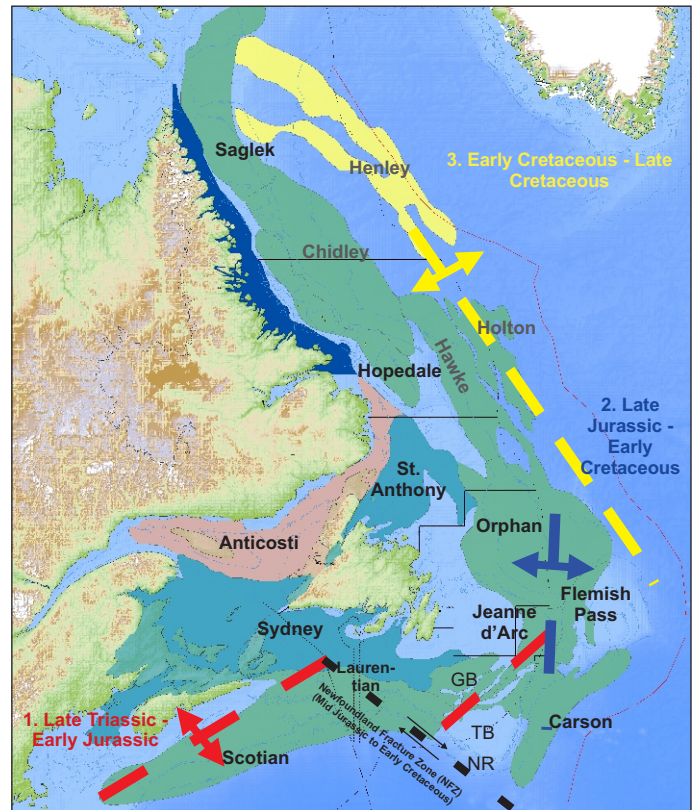 Saglek
Henley
3. Early Cretaceous - Late
Cretaceous
Chidley
Holton
Hopedale
Hawke
2. Late
Jurassic -
Early
Cretaceous
St.
Anthony
Orphan
Anticosti
Flemish
Pass
Jeanne
d’Arc
Sydney
Lauren-
tian
GB
1. Late Triassic -
Early Jurassic
Newfoundland Fracture Zone (NFZ)
(Mid Jurassic to Early Cretaceous)
TB
Carson
Scotian
NR